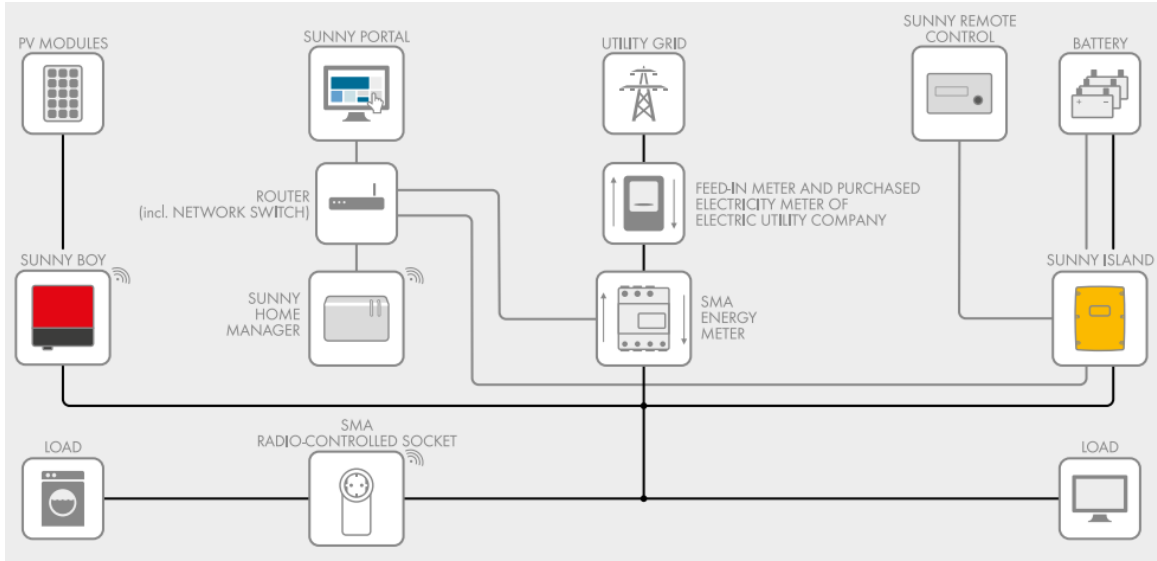 PV MODULES
SUNNY PORTAL
UTILITY GRID
SUNNY REMOTE
CONTROL
BATTERY
ROUTER
(incl. NETWORK SWITCH)
FEED-IN METER AND PURCHASED
ELECTRICITY METER OF
ELECTRIC UTILITY COMPANY
SUNNY BOY
SUNNY
HOME
MANAGER
SMA
ENERGY
METER
SUNNY ISLAND
LOAD
SMA
RADIO-CONTROLLED SOCKET
LOAD